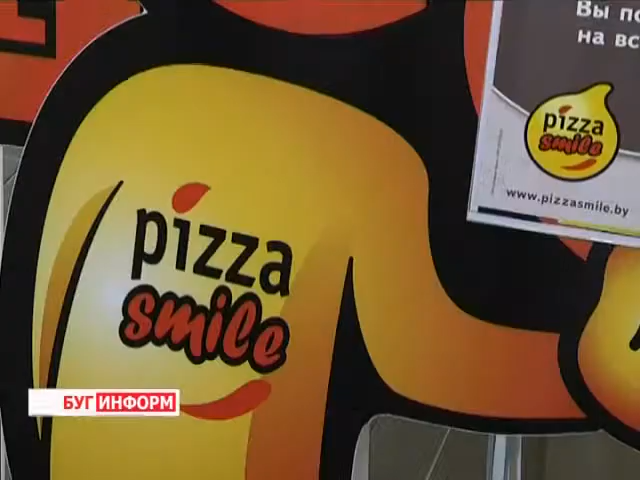 Вы по
на вс
pizza
smile
www.pizzasmile.by
pizza
smile
БУГ ИНФОРМ